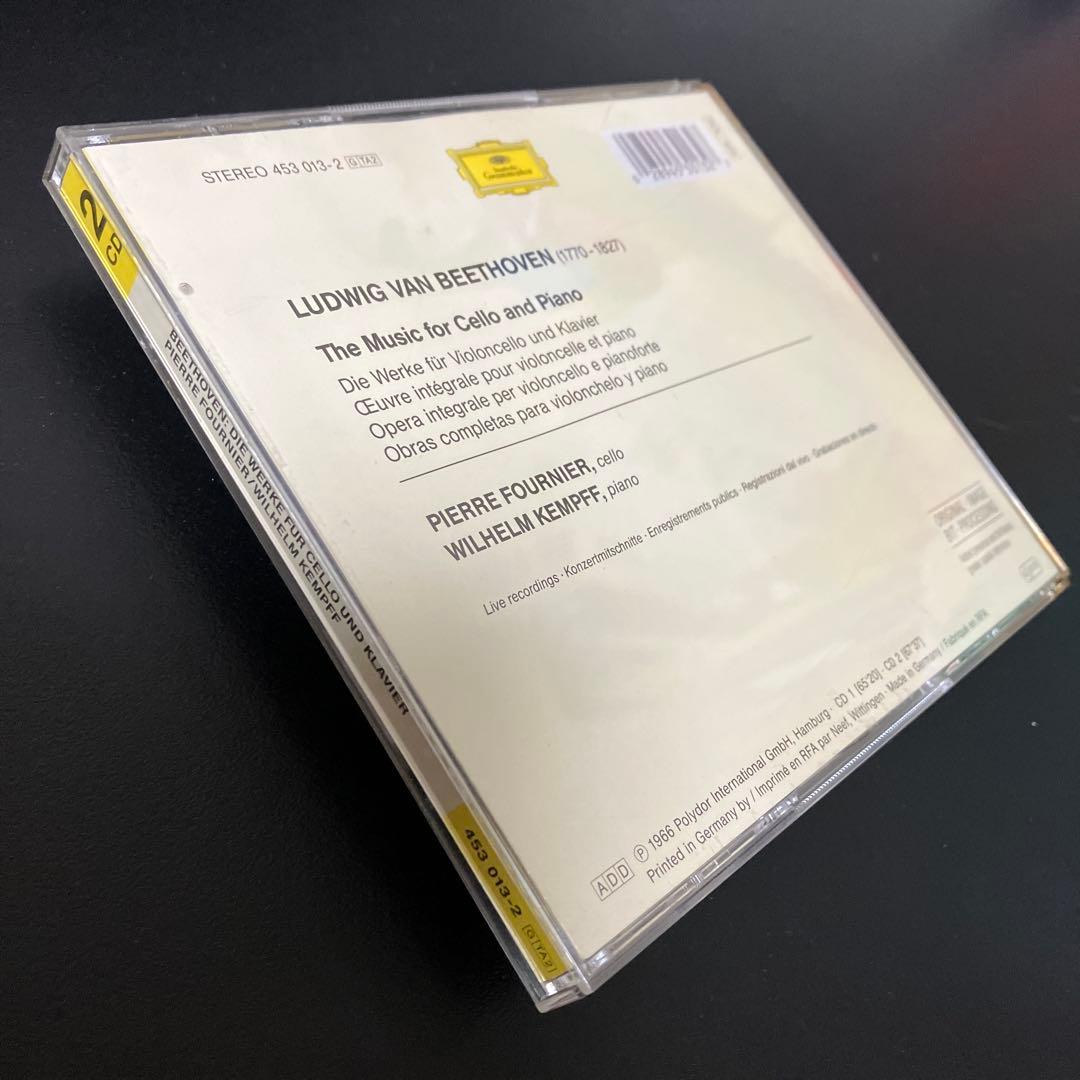 STEREO 453 013-2 G TA2
Deutsche
Grammophon
LUDWIG VAN BEETHOVEN (1770-1827)
The Music for Cello and Piano
Die Werke für Violoncello und Klavier
Œuvre intégrale pour violoncelle et piano
Opera integrale per violoncello e pianoforte
Obras completas para violonchelo y piano
PIERRE FOURNIER, cello
WILHELM KEMPFF, piano
Live recordings · Konzertmitschnitte · Enregistrements publics · Registrazioni dal vivo · Grabaciones en directo
ORIGINAL-IMAGE
BIT-PROCESSING
ADD ℗ 1966 Polydor International GmbH, Hamburg · CD 1 [65'20] · CD 2 [67'37]
Printed in Germany by / Imprimé en RFA par Neef, Wittingen · Made in Germany / Fabriqué en RFA
2 CD
BEETHOVEN: DIE WERKE FÜR CELLO UND KLAVIER
PIERRE FOURNIER/WILHELM KEMPFF
453 013-2 G TA2